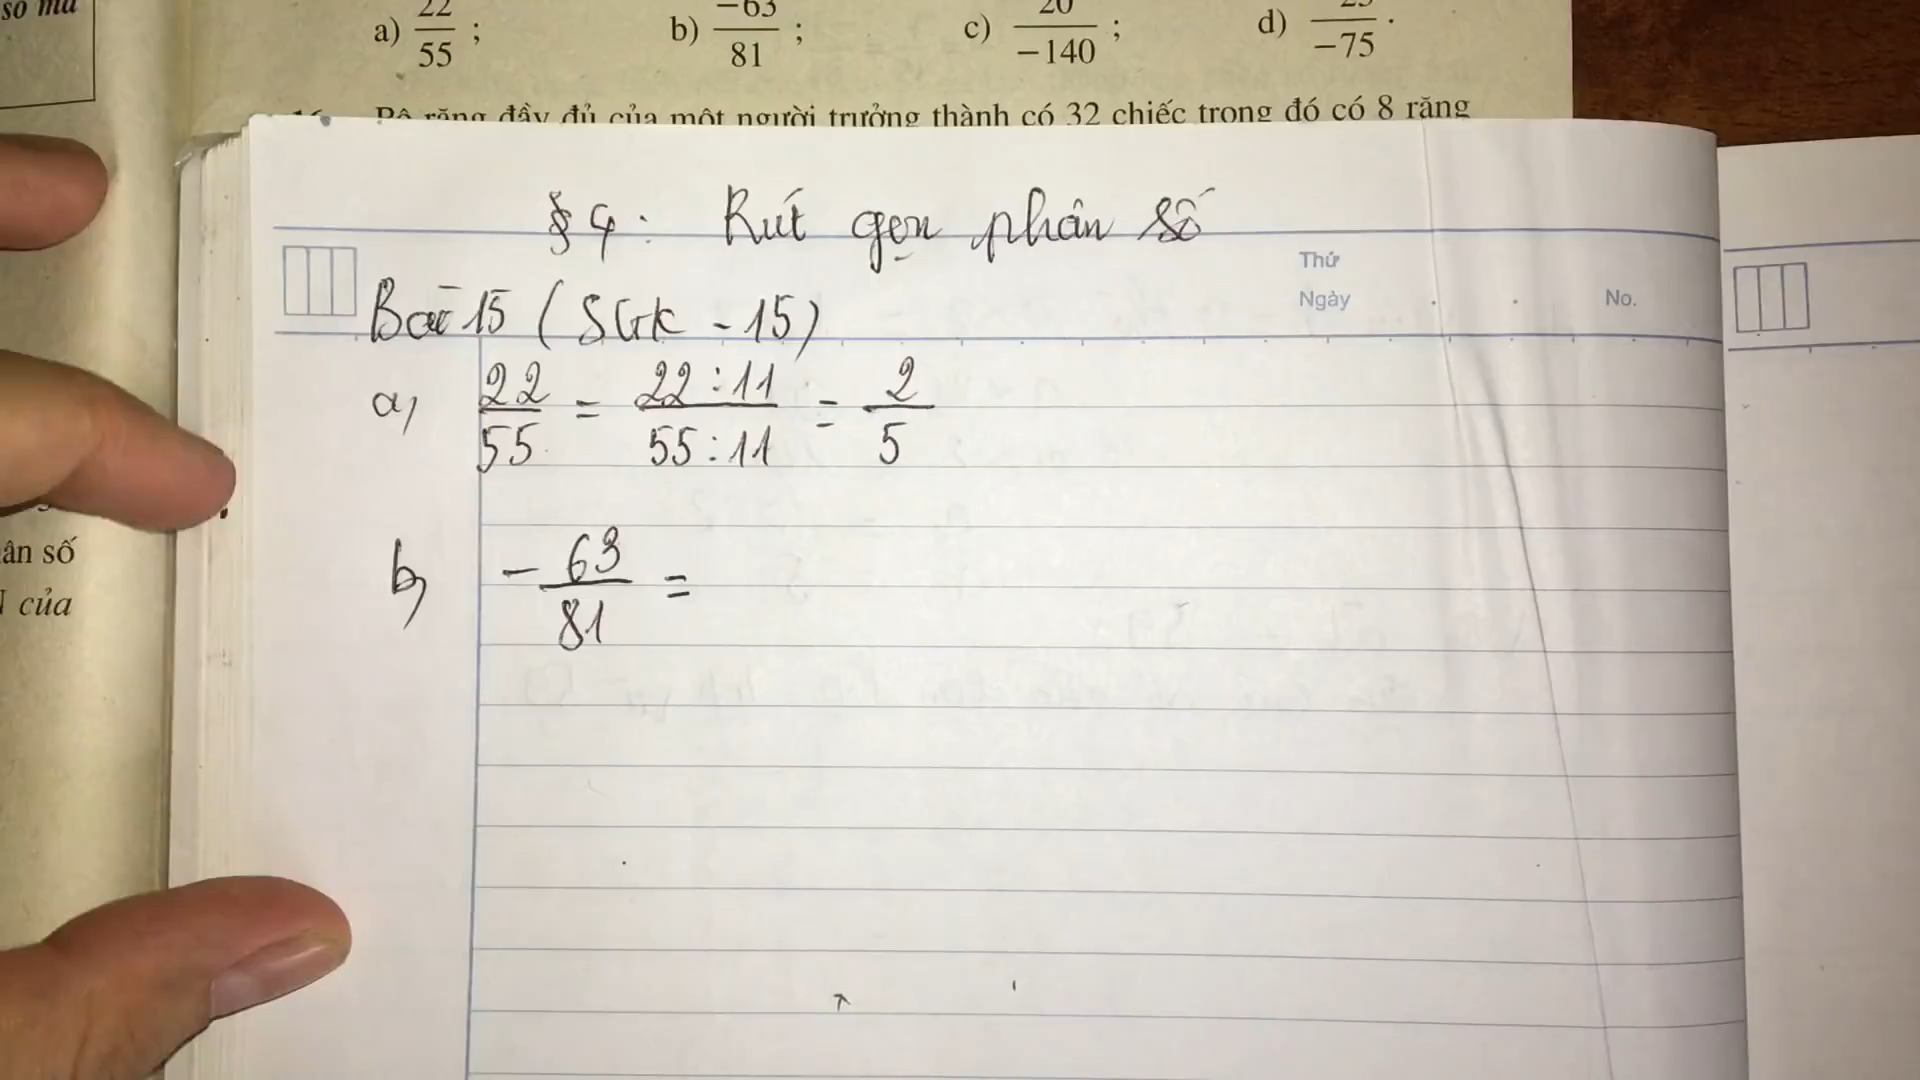 số mà
a) 22/55 ; b) −63/81 ; c) 20/−140 ; d) /−75 .
răng đầy đủ của một người trưởng thành có 32 chiếc trong đó có 8 răng
§4: Rút gọn phân số
Thứ
Ngày . . No.
Bài 15 (SGK - 15)
a, 22/55 = 22:11/55:11 = 2/5
ân số
của
b, -63/81 =